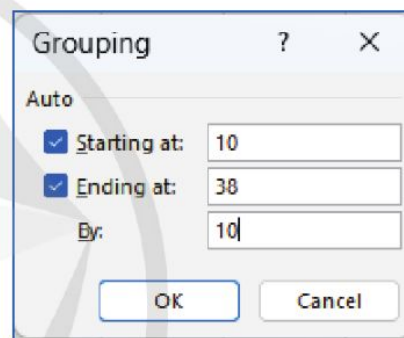 Grouping ? ×
Auto
Starting at: 10
Ending at: 38
By: 10
OK Cancel